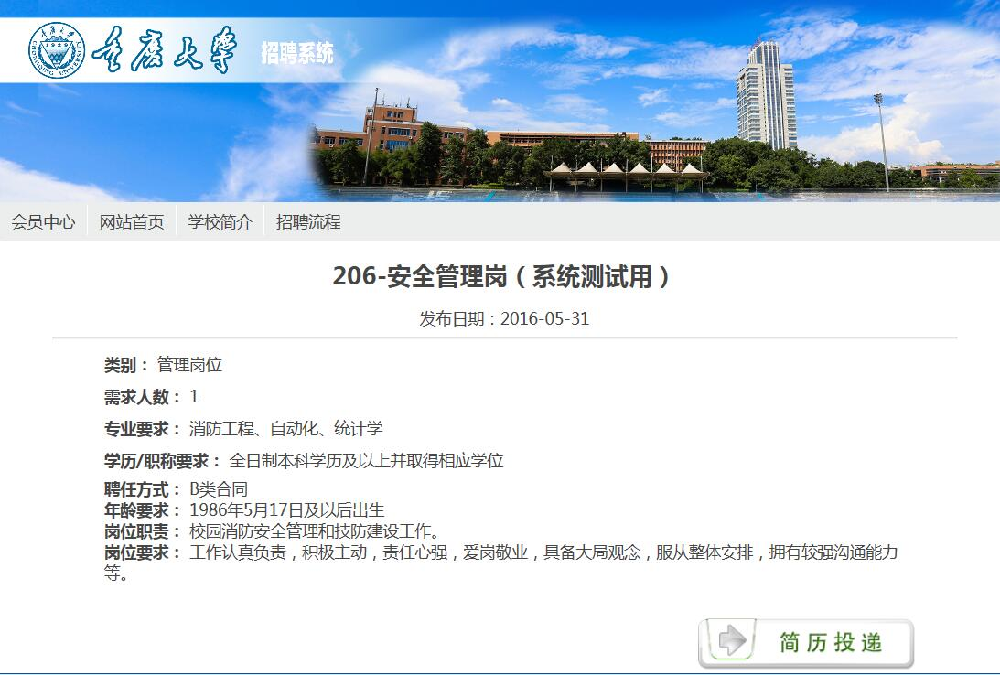 重庆大学 招聘系统
重庆大学
1929
CHONGQING UNIVERSITY
会员中心 网站首页 学校简介 招聘流程
206-安全管理岗（系统测试用）
发布日期：2016-05-31
类别： 管理岗位
需求人数： 1
专业要求： 消防工程、自动化、统计学
学历/职称要求： 全日制本科学历及以上并取得相应学位
聘任方式： B类合同
年龄要求： 1986年5月17日及以后出生
岗位职责： 校园消防安全管理和技防建设工作。
岗位要求： 工作认真负责，积极主动，责任心强，爱岗敬业，具备大局观念，服从整体安排，拥有较强沟通能力
等。
简历投递